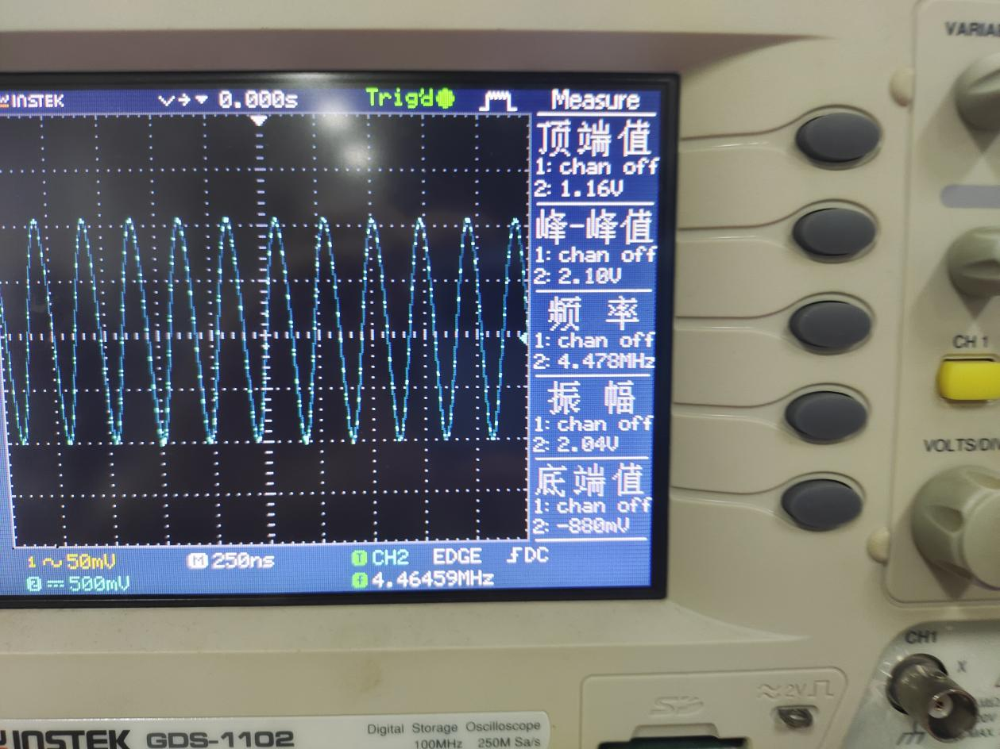 INSTEK
0.000s
Trig'd
Measure
顶端值
1: chan off
2: 1.16V
峰-峰值
1: chan off
2: 2.10V
频 率
1: chan off
2: 4.478MHz
振 幅
1: chan off
2: 2.04V
底端值
1: chan off
2: -880mV
1 50mV
M 250ns
T CH2 EDGE DC
2 500mV
f 4.46459MHz
INSTEK GDS-1102
Digital Storage Oscilloscope
100MHz 250M Sa/s
SD
≈2V
CH 1
VOLTS/DIV
CH1
X